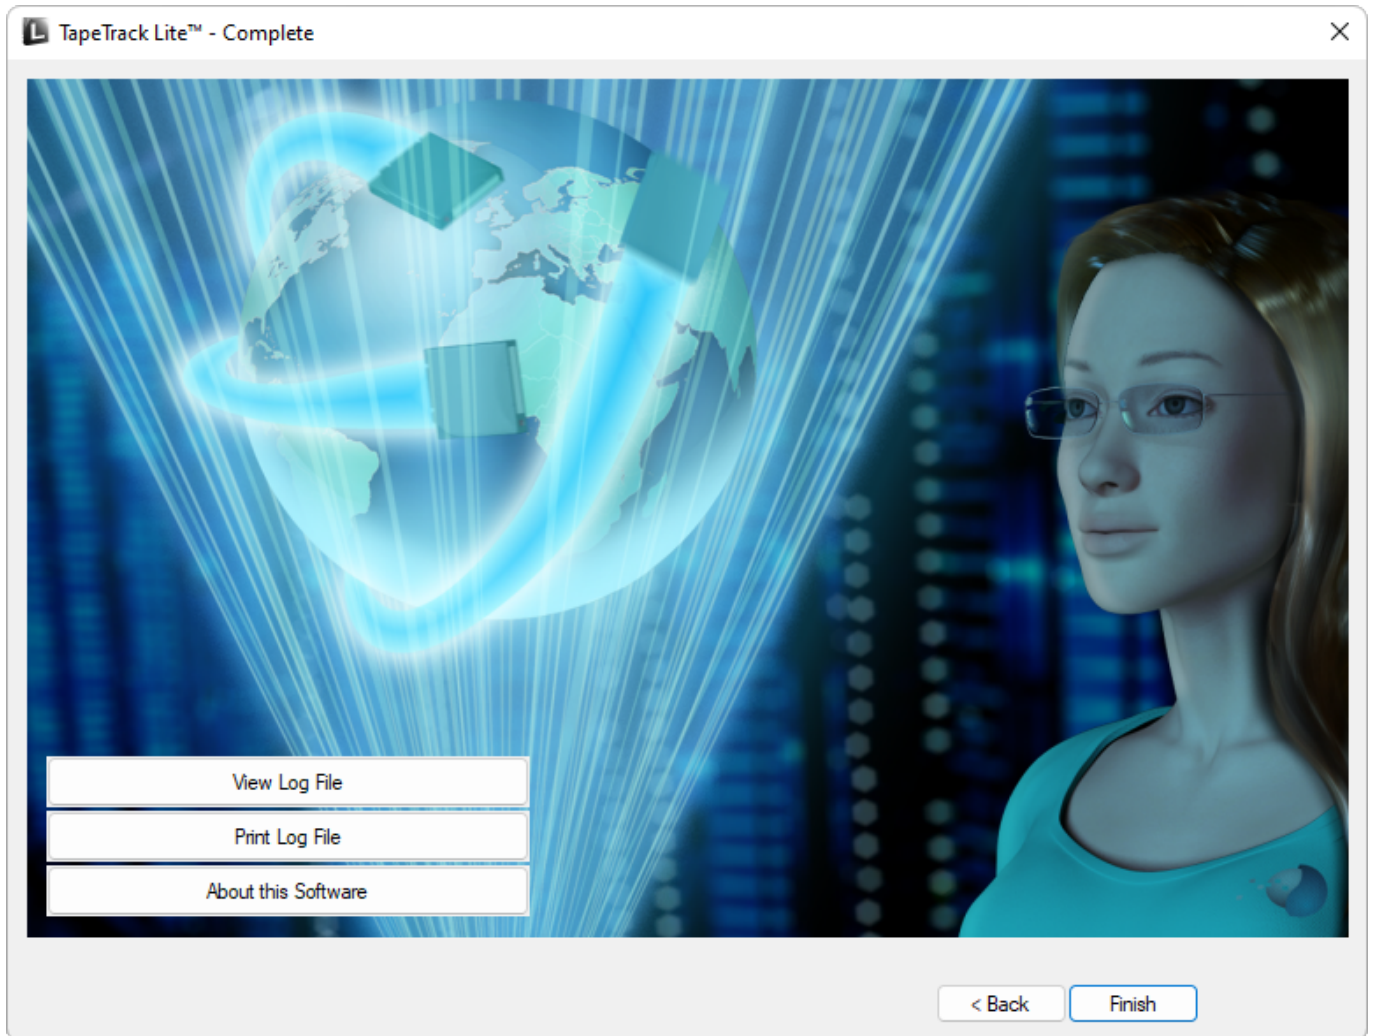 TapeTrack Lite™ - Complete
View Log File
Print Log File
About this Software
< Back
Finish